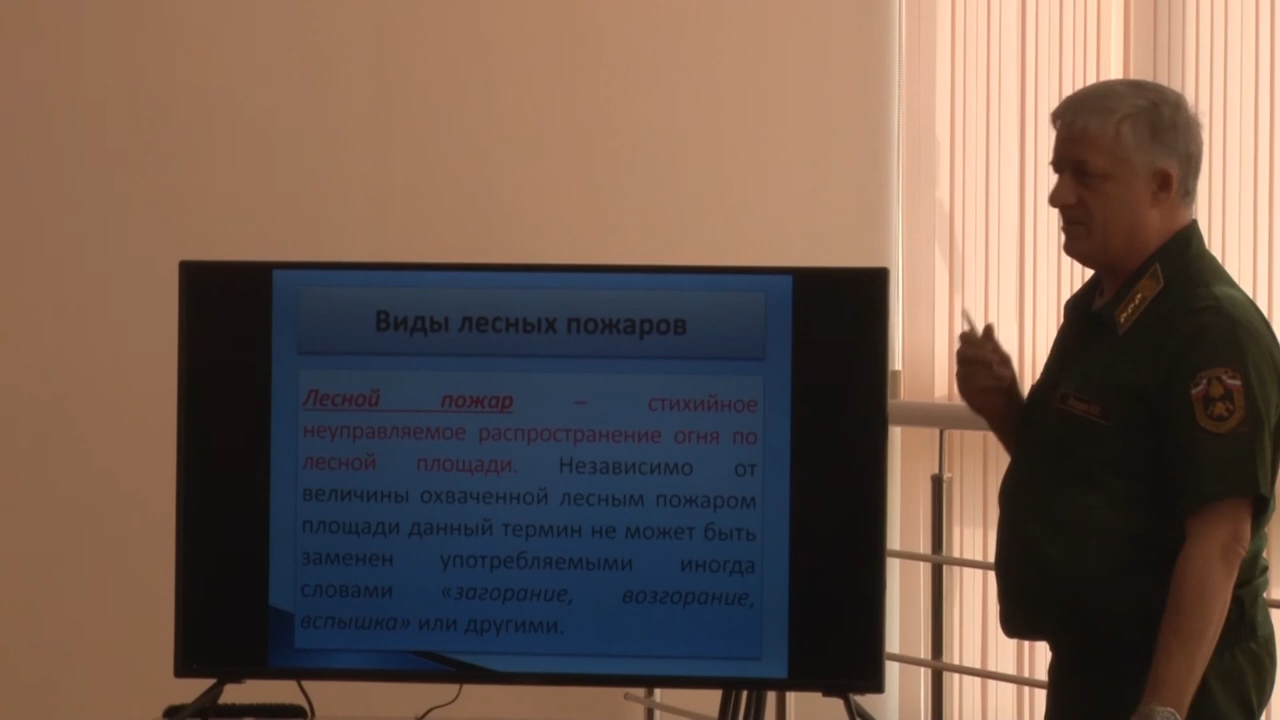 Виды лесных пожаров
Лесной пожар – стихийное
неуправляемое распространение огня по
лесной площади. Независимо от
величины охваченной лесным пожаром
площади данный термин не может быть
заменен употребляемыми иногда
словами «загорание, возгорание,
вспышка» или другими.